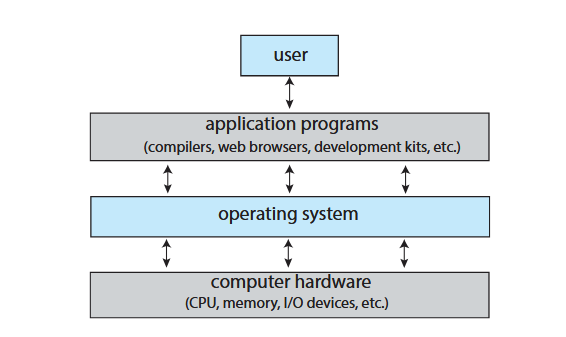 user
application programs
(compilers, web browsers, development kits, etc.)
operating system
computer hardware
(CPU, memory, I/O devices, etc.)